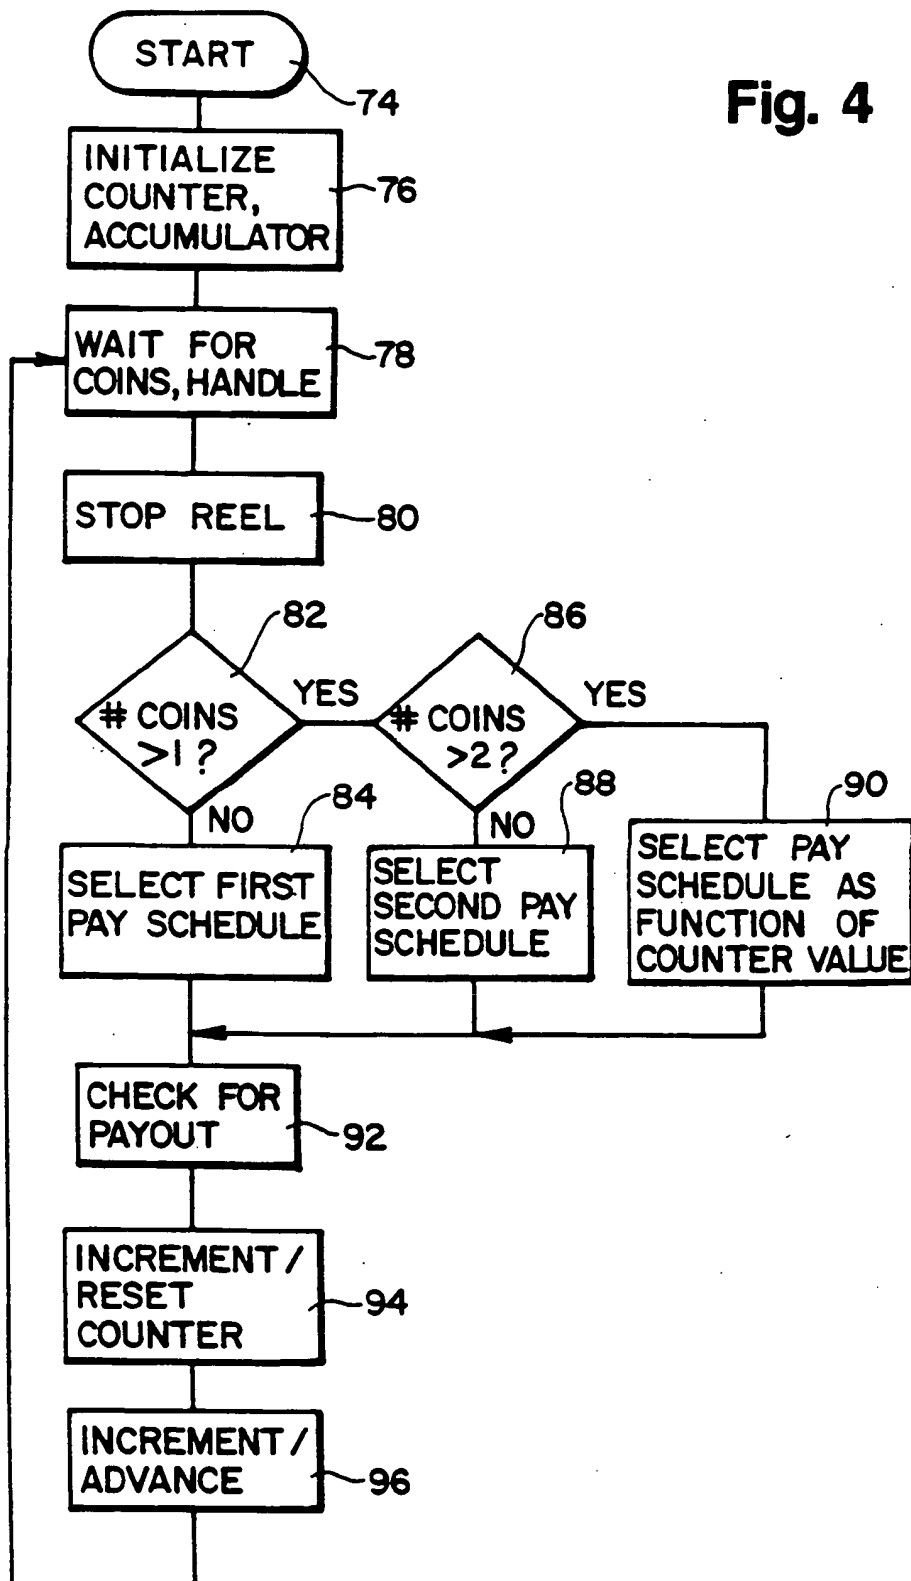 START
74
Fig. 4
INITIALIZE
COUNTER,
ACCUMULATOR
76
WAIT FOR
COINS, HANDLE
78
STOP REEL
80
82
# COINS
>1?
YES
NO
86
# COINS
>2?
YES
NO
84
SELECT FIRST
PAY SCHEDULE
88
SELECT
SECOND PAY
SCHEDULE
90
SELECT PAY
SCHEDULE AS
FUNCTION OF
COUNTER VALUE
CHECK FOR
PAYOUT
92
INCREMENT/
RESET
COUNTER
94
INCREMENT/
ADVANCE
96